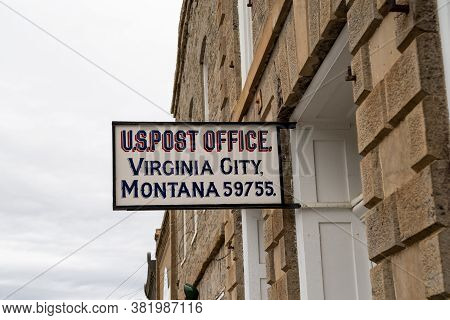 U.S.POST OFFICE,
VIRGINIA CITY,
MONTANA 59755.